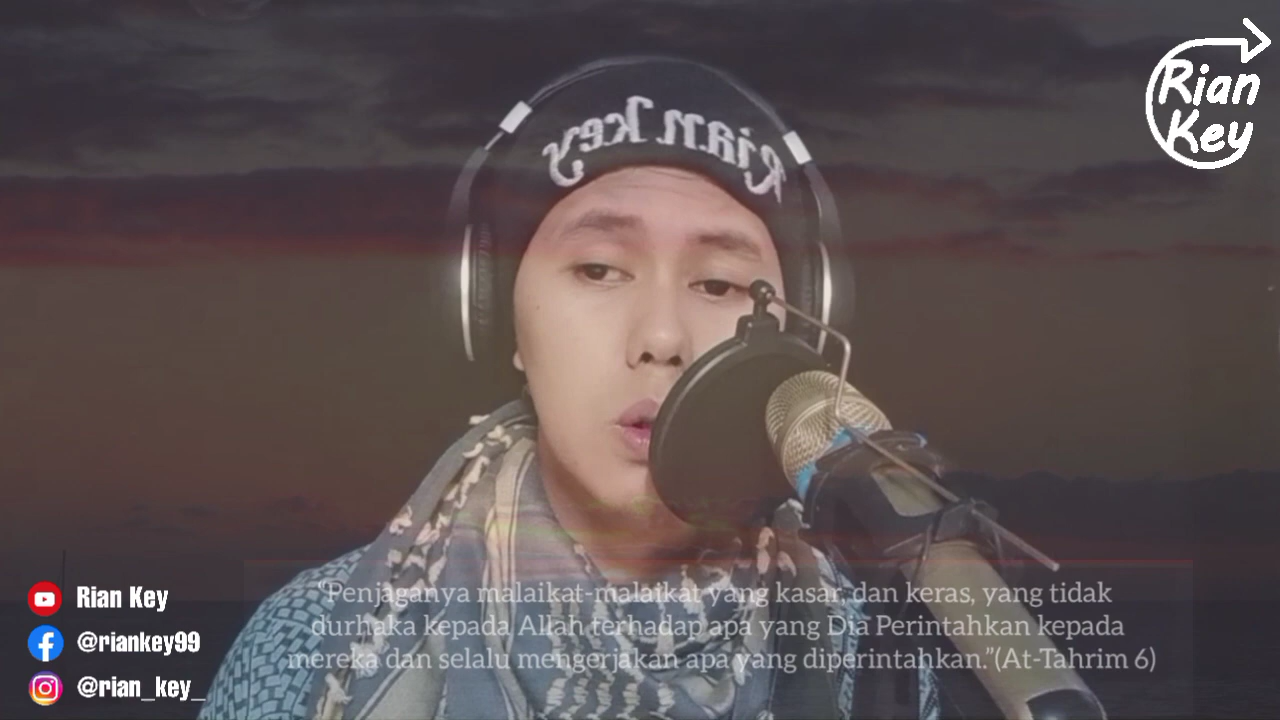 Rian
Key
Rian key
Rian Key
@riankey99
@rian_key_
“Penjaganya malaikat-malaikat yang kasar, dan keras, yang tidak
durhaka kepada Allah terhadap apa yang Dia Perintahkan kepada
mereka dan selalu mengerjakan apa yang diperintahkan.”(At-Tahrim 6)